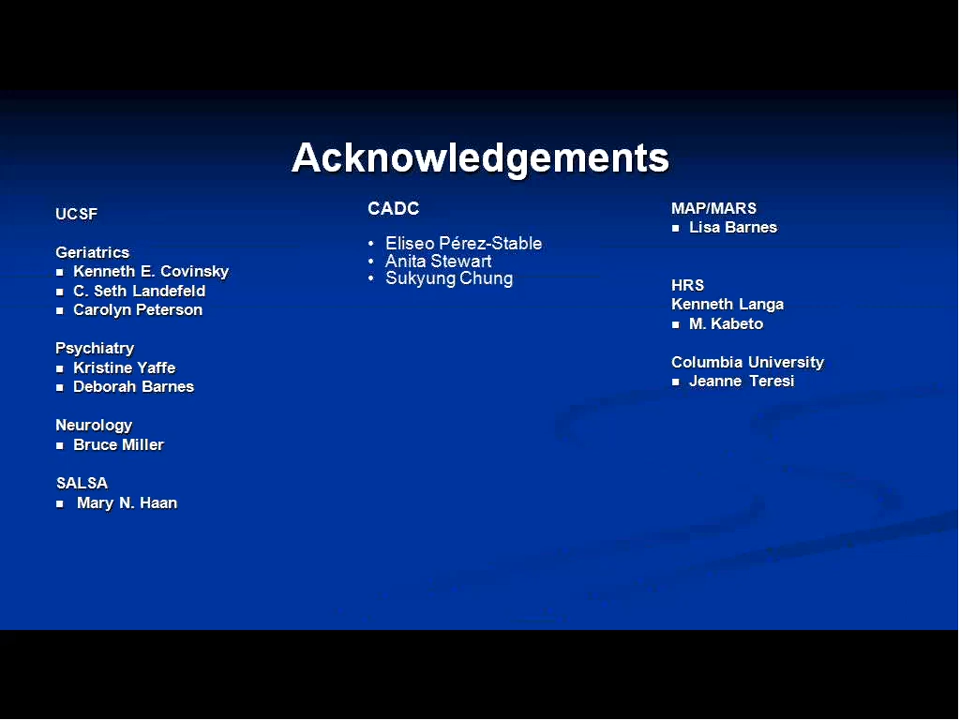 Acknowledgements
UCSF
Geriatrics
▪ Kenneth E. Covinsky
▪ C. Seth Landefeld
▪ Carolyn Peterson
Psychiatry
▪ Kristine Yaffe
▪ Deborah Barnes
Neurology
▪ Bruce Miller
SALSA
▪ Mary N. Haan
CADC
• Eliseo Pérez-Stable
• Anita Stewart
• Sukyung Chung
MAP/MARS
▪ Lisa Barnes
HRS
Kenneth Langa
▪ M. Kabeto
Columbia University
▪ Jeanne Teresi